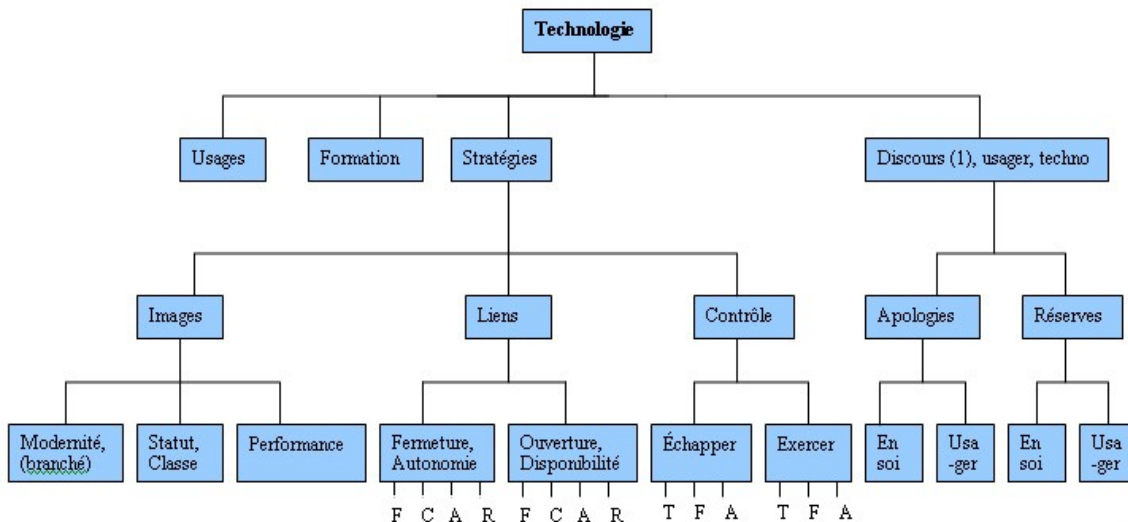 Technologie
Usages
Formation
Stratégies
Discours (1), usager, techno
Images
Liens
Contrôle
Apologies
Réserves
Modernité,
(branché)
Statut,
Classe
Performance
Fermeture,
Autonomie
Ouverture,
Disponibilité
Échapper
Exercer
En
soi
Usa
-ger
En
soi
Usa
-ger
F C A R
F C A R
T F A
T F A